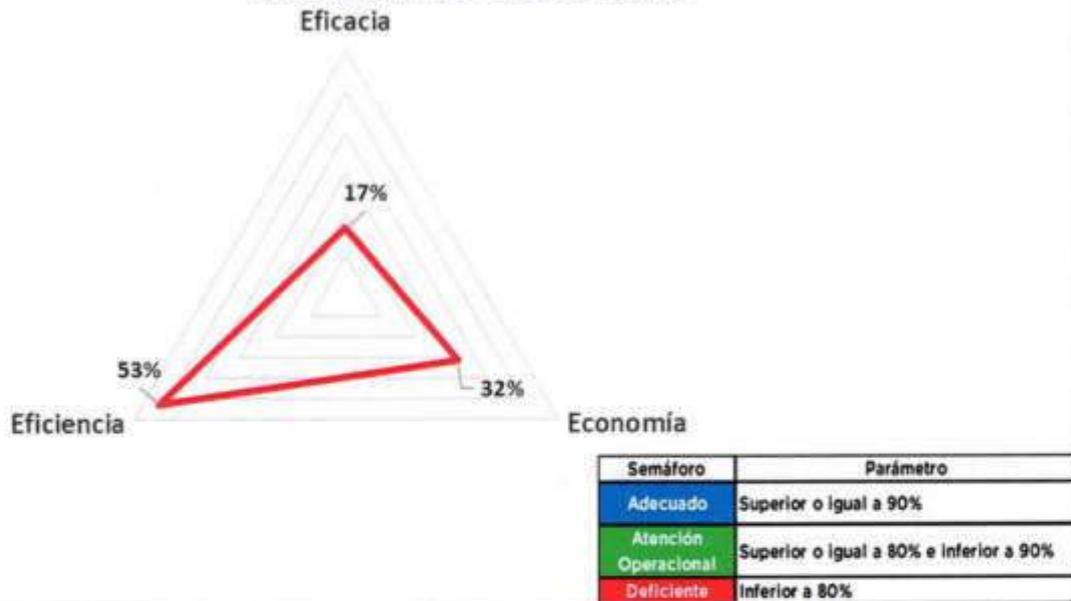 Eficacia
17%
53%
32%
Eficiencia
Economía
Semáforo Parámetro
Adecuado Superior o igual a 90%
Atención
Operacional Superior o igual a 80% e inferior a 90%
Deficiente Inferior a 80%